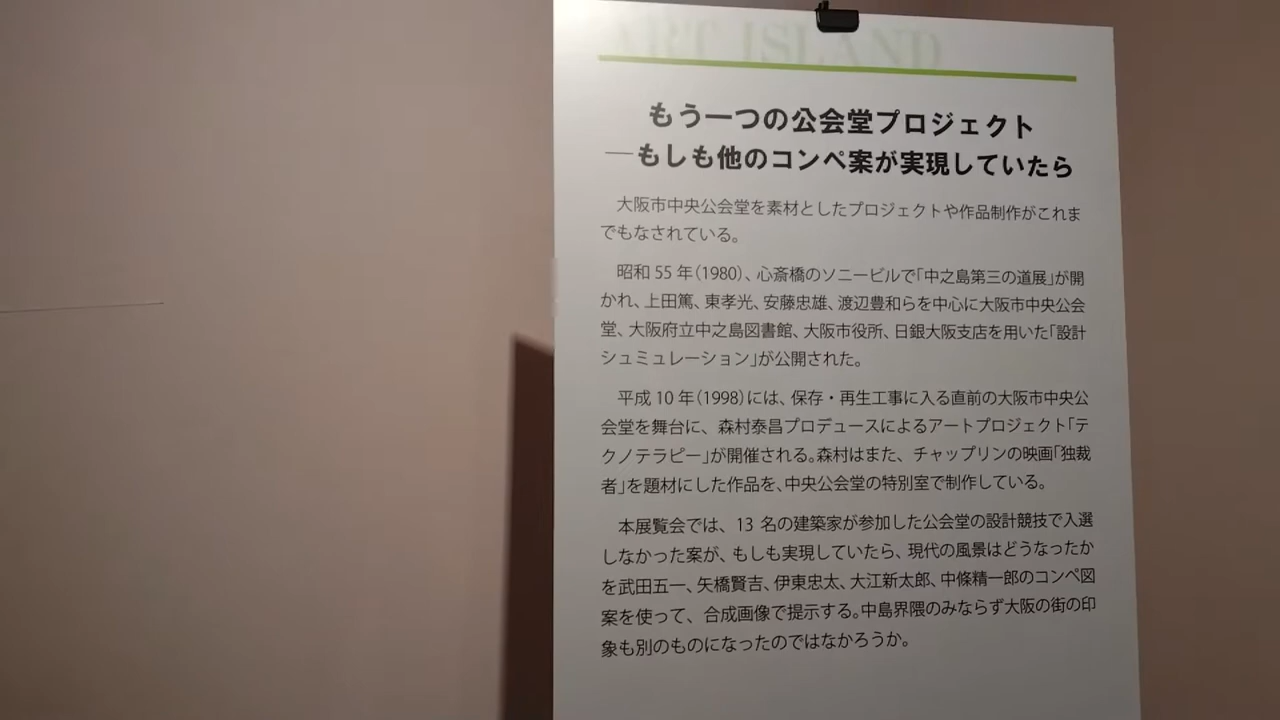 ART ISLAND
もう一つの公会堂プロジェクト
―もしも他のコンペ案が実現していたら
大阪市中央公会堂を素材としたプロジェクトや作品制作がこれま
でもなされている。
昭和 55 年（1980）、心斎橋のソニービルで「中之島第三の道展」が開
かれ、上田篤、東孝光、安藤忠雄、渡辺豊和らを中心に大阪市中央公会
堂、大阪府立中之島図書館、大阪市役所、日銀大阪支店を用いた「設計
シュミュレーション」が公開された。
平成 10 年（1998）には、保存・再生工事に入る直前の大阪市中央公
会堂を舞台に、森村泰昌プロデュースによるアートプロジェクト「テ
クノテラピー」が開催される。森村はまた、チャップリンの映画「独裁
者」を題材にした作品を、中央公会堂の特別室で制作している。
本展覧会では、13 名の建築家が参加した公会堂の設計競技で入選
しなかった案が、もしも実現していたら、現代の風景はどうなったか
を武田五一、矢橋賢吉、伊東忠太、大江新太郎、中條精一郎のコンペ図
案を使って、合成画像で提示する。中島界隈のみならず大阪の街の印
象も別のものになったのではなかろうか。